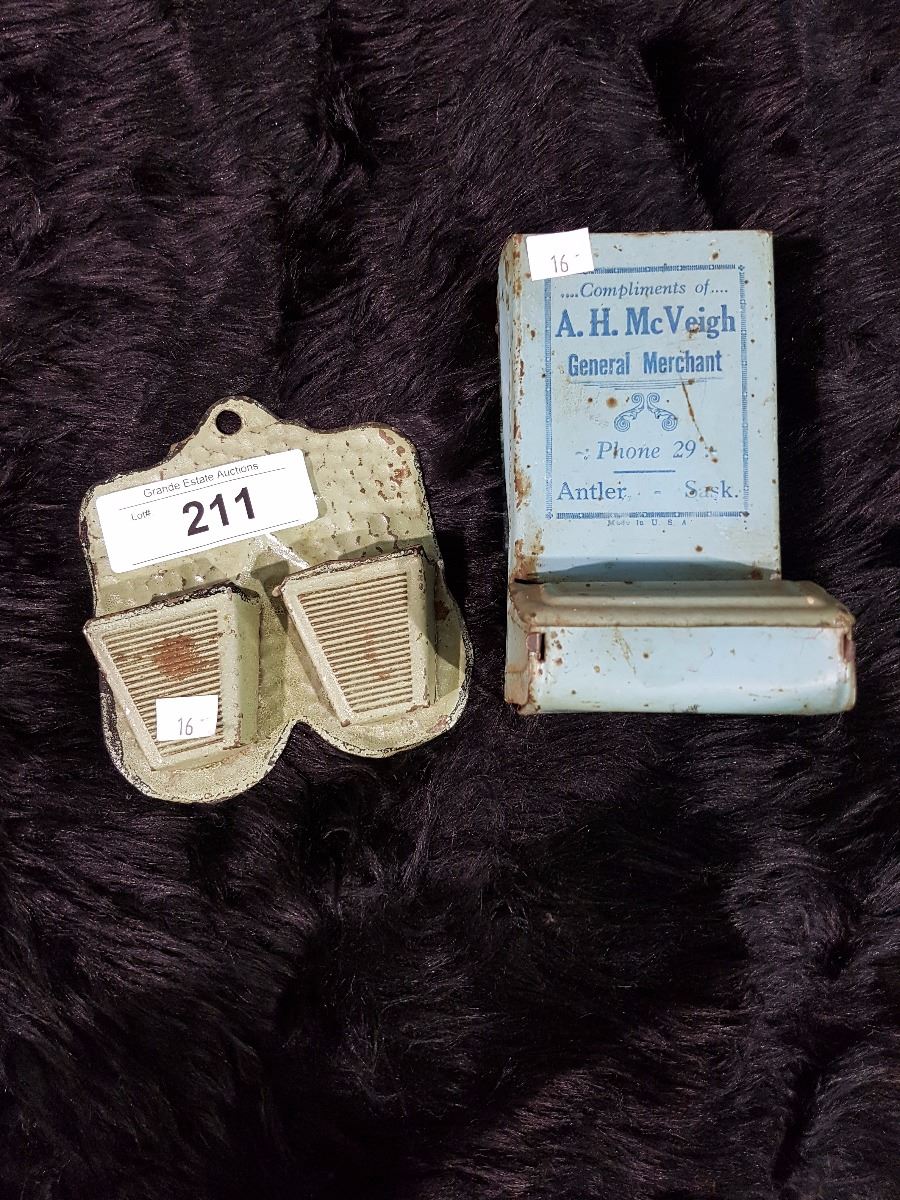 Grande Estate Auctions
Lot# 211
16-
16-
....Compliments of....
A. H. McVeigh
General Merchant
Phone 29
Antler - Sask.
Made In U.S.A